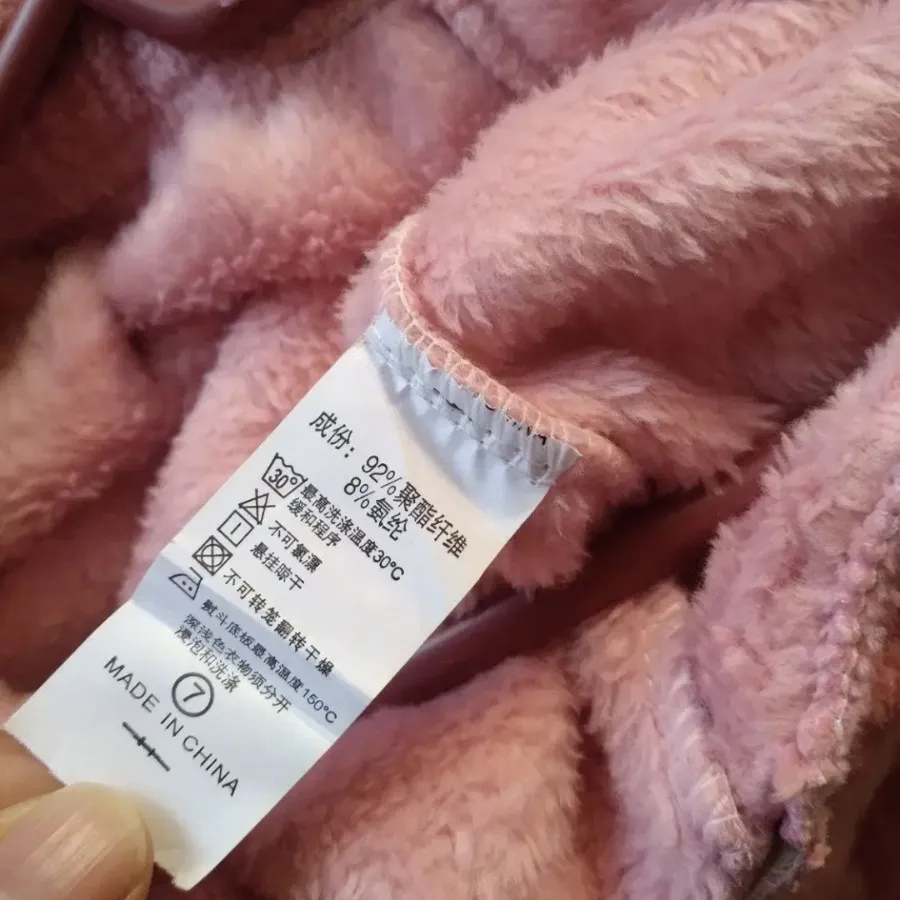 成份：92%聚酯纤维
8%氨纶
30° 最高洗涤温度30℃
缓和程序
不可氯漂
悬挂晾干
不可转笼翻转干燥
熨斗底板最高温度150℃
深浅色衣物须分开
浸泡和洗涤
7
MADE IN CHINA